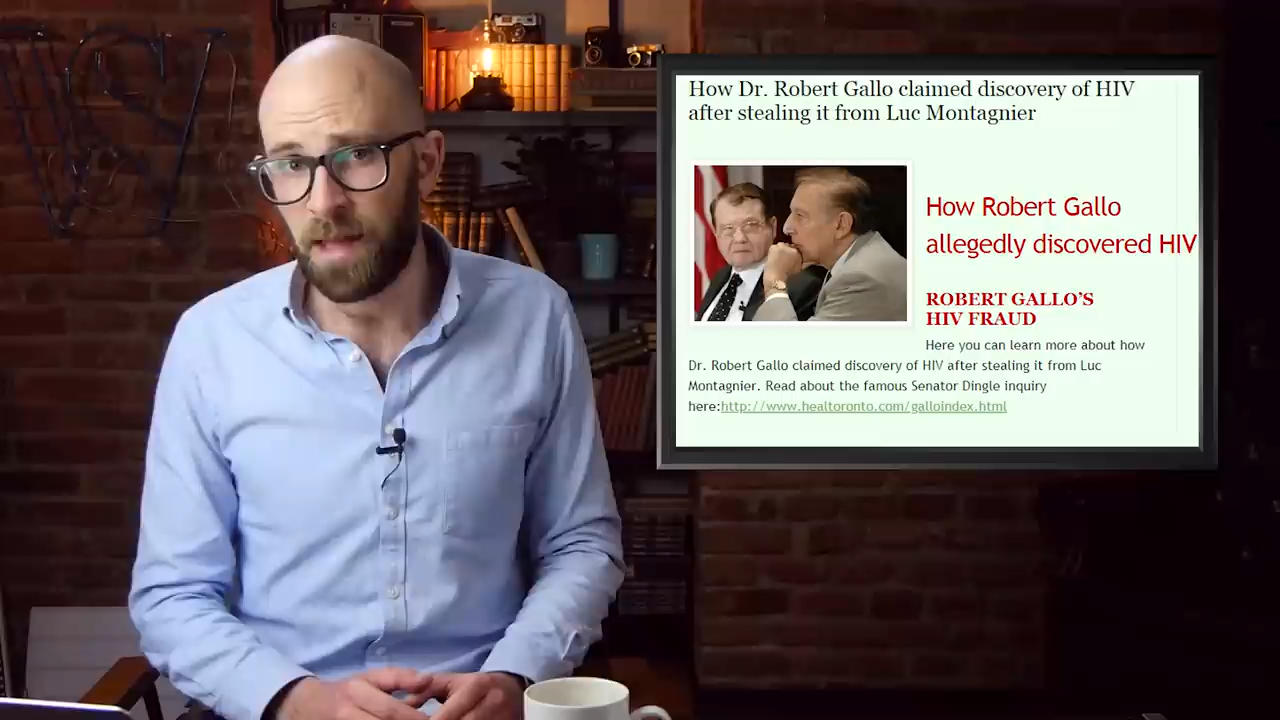 How Dr. Robert Gallo claimed discovery of HIV
after stealing it from Luc Montagnier
How Robert Gallo
allegedly discovered HIV
ROBERT GALLO'S
HIV FRAUD
Here you can learn more about how
Dr. Robert Gallo claimed discovery of HIV after stealing it from Luc
Montagnier. Read about the famous Senator Dingle inquiry
here:http://www.healtoronto.com/galloindex.html